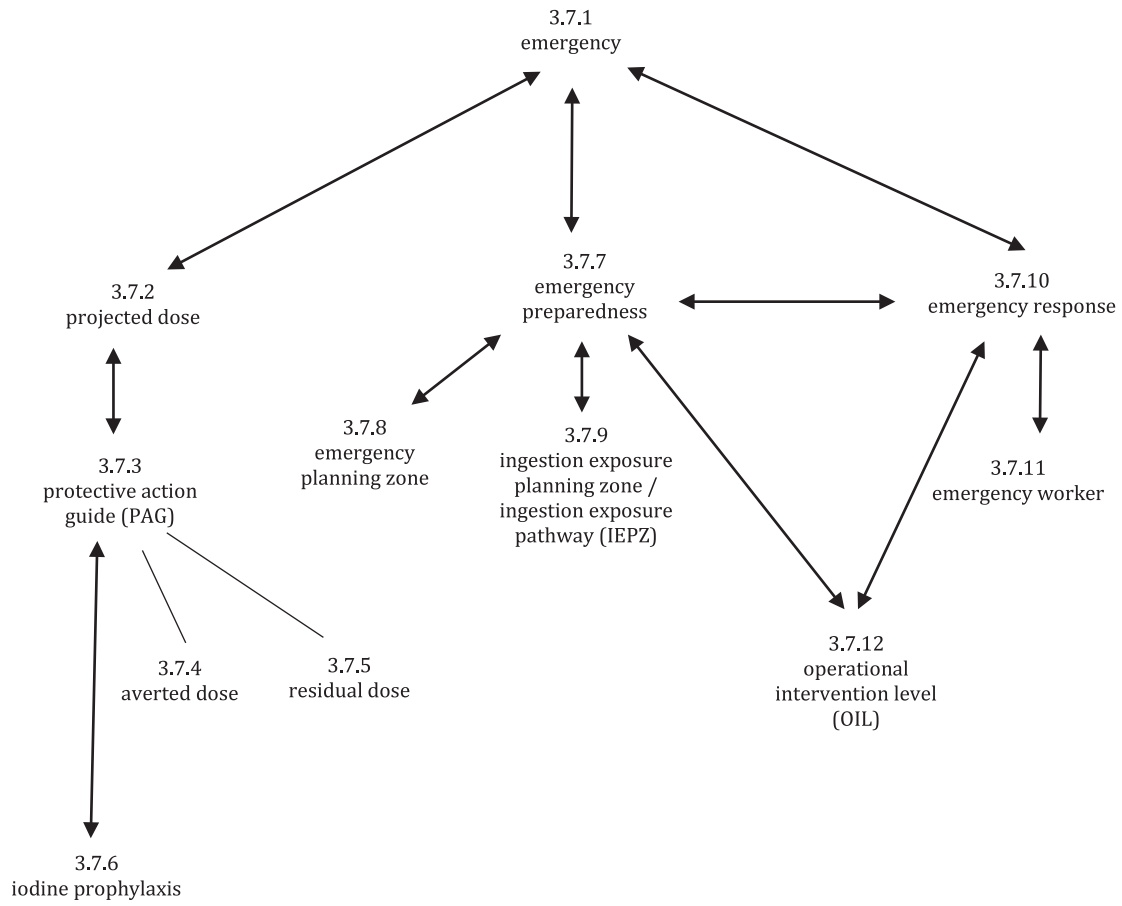 3.7.1
emergency
3.7.2
projected dose
3.7.7
emergency
preparedness
3.7.10
emergency response
3.7.3
protective action
guide (PAG)
3.7.8
emergency
planning zone
3.7.9
ingestion exposure
planning zone /
ingestion exposure
pathway (IEPZ)
3.7.11
emergency worker
3.7.4
averted dose
3.7.5
residual dose
3.7.12
operational
intervention level
(OIL)
3.7.6
iodine prophylaxis